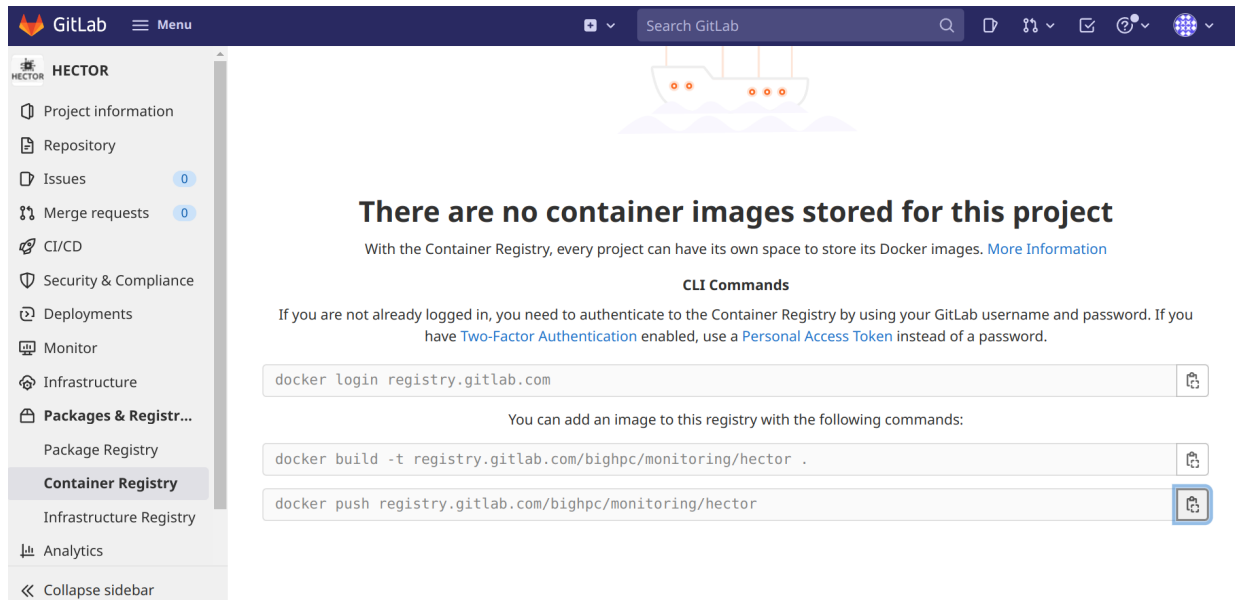 GitLab
Menu
Search GitLab
HECTOR
HECTOR
Project information
Repository
Issues 0
Merge requests 0
CI/CD
Security & Compliance
Deployments
Monitor
Infrastructure
Packages & Registr...
Package Registry
Container Registry
Infrastructure Registry
Analytics
Collapse sidebar
There are no container images stored for this project
With the Container Registry, every project can have its own space to store its Docker images. More Information
CLI Commands
If you are not already logged in, you need to authenticate to the Container Registry by using your GitLab username and password. If you
have Two-Factor Authentication enabled, use a Personal Access Token instead of a password.
docker login registry.gitlab.com
You can add an image to this registry with the following commands:
docker build -t registry.gitlab.com/bighpc/monitoring/hector .
docker push registry.gitlab.com/bighpc/monitoring/hector